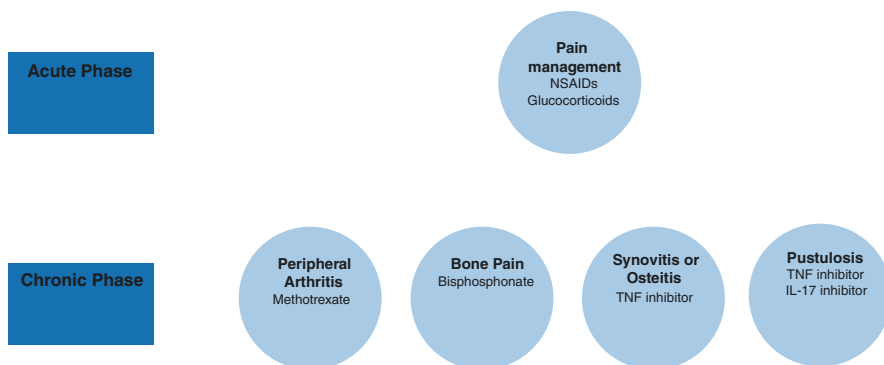 Acute Phase
Pain
management
NSAIDs
Glucocorticoids
Chronic Phase
Peripheral
Arthritis
Methotrexate
Bone Pain
Bisphosphonate
Synovitis or
Osteitis
TNF inhibitor
Pustulosis
TNF inhibitor
IL-17 inhibitor